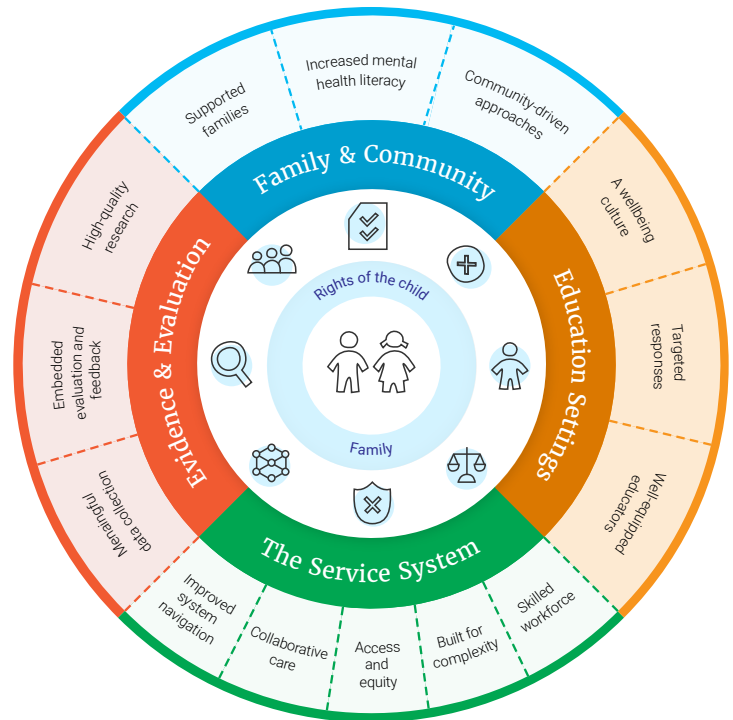 Family & Community
Supported
families
Increased mental
health literacy
Community-driven
approaches
Education Settings
A wellbeing
culture
Targeted
responses
Well-equipped
educators
The Service System
Skilled
workforce
Built for
complexity
Access
and
equity
Collaborative
care
Improved
system
navigation
Evidence & Evaluation
Menaingful
data collection
Embedded
evaluation and
feedback
High-quality
research
Rights of the child
Family